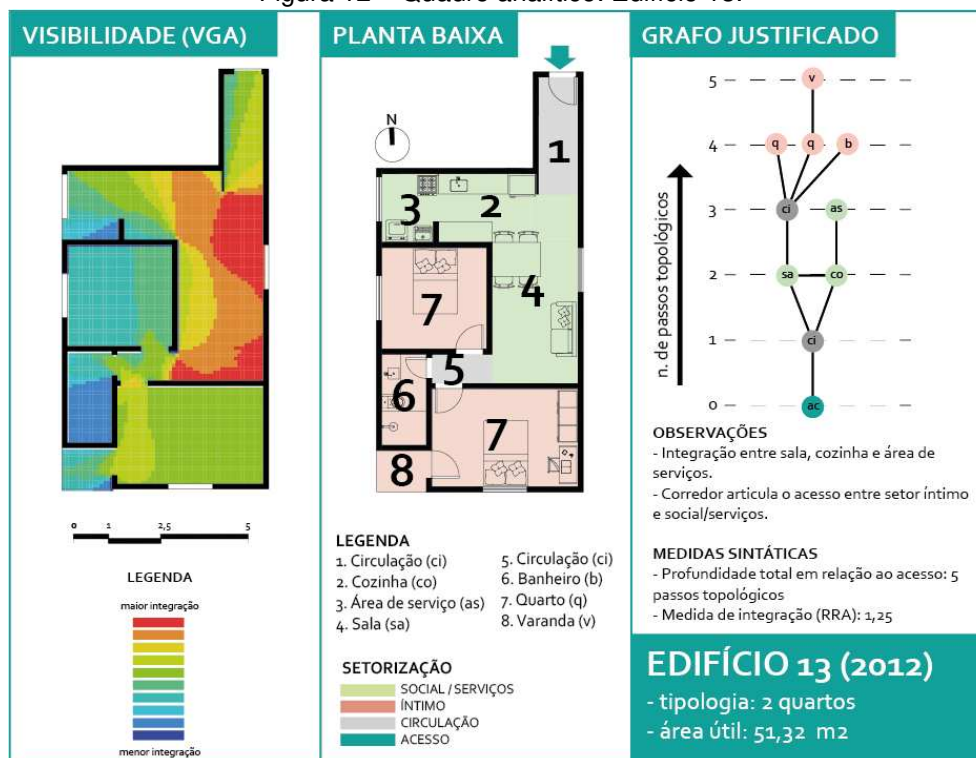 Figura 12 – Quadro analítico: Edifício 13.
VISIBILIDADE (VGA)
0 1 2,5 5
LEGENDA
maior integração
menor integração
PLANTA BAIXA
N
1
2
3
4
7
5
6
7
8
LEGENDA
1. Circulação (ci)
2. Cozinha (co)
3. Área de serviço (as)
4. Sala (sa)
5. Circulação (ci)
6. Banheiro (b)
7. Quarto (q)
8. Varanda (v)
SETORIZAÇÃO
SOCIAL / SERVIÇOS
ÍNTIMO
CIRCULAÇÃO
ACESSO
GRAFO JUSTIFICADO
n. de passos topológicos
5 v
4 q q b
3 ci as
2 sa co
1 ci
0 ac
OBSERVAÇÕES
- Integração entre sala, cozinha e área de
serviços.
- Corredor articula o acesso entre setor íntimo
e social/serviços.
MEDIDAS SINTÁTICAS
- Profundidade total em relação ao acesso: 5
passos topológicos
- Medida de integração (RRA): 1,25
EDIFÍCIO 13 (2012)
- tipologia: 2 quartos
- área útil: 51,32 m2